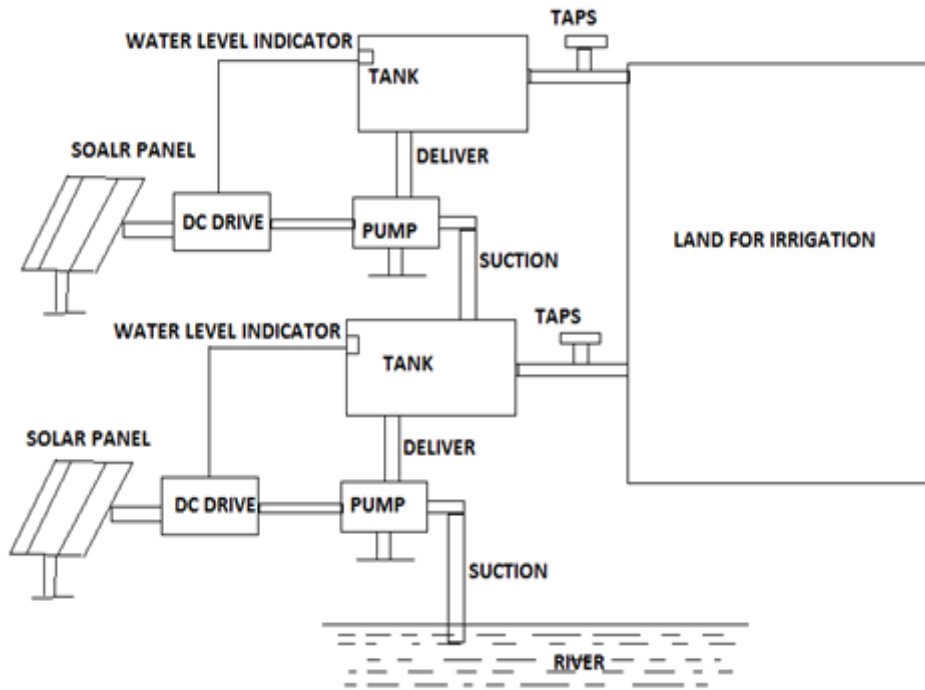 TAPS
WATER LEVEL INDICATOR
TANK
SOALR PANEL
DELIVER
DC DRIVE
PUMP
LAND FOR IRRIGATION
SUCTION
TAPS
WATER LEVEL INDICATOR
TANK
SOLAR PANEL
DELIVER
DC DRIVE
PUMP
SUCTION
RIVER